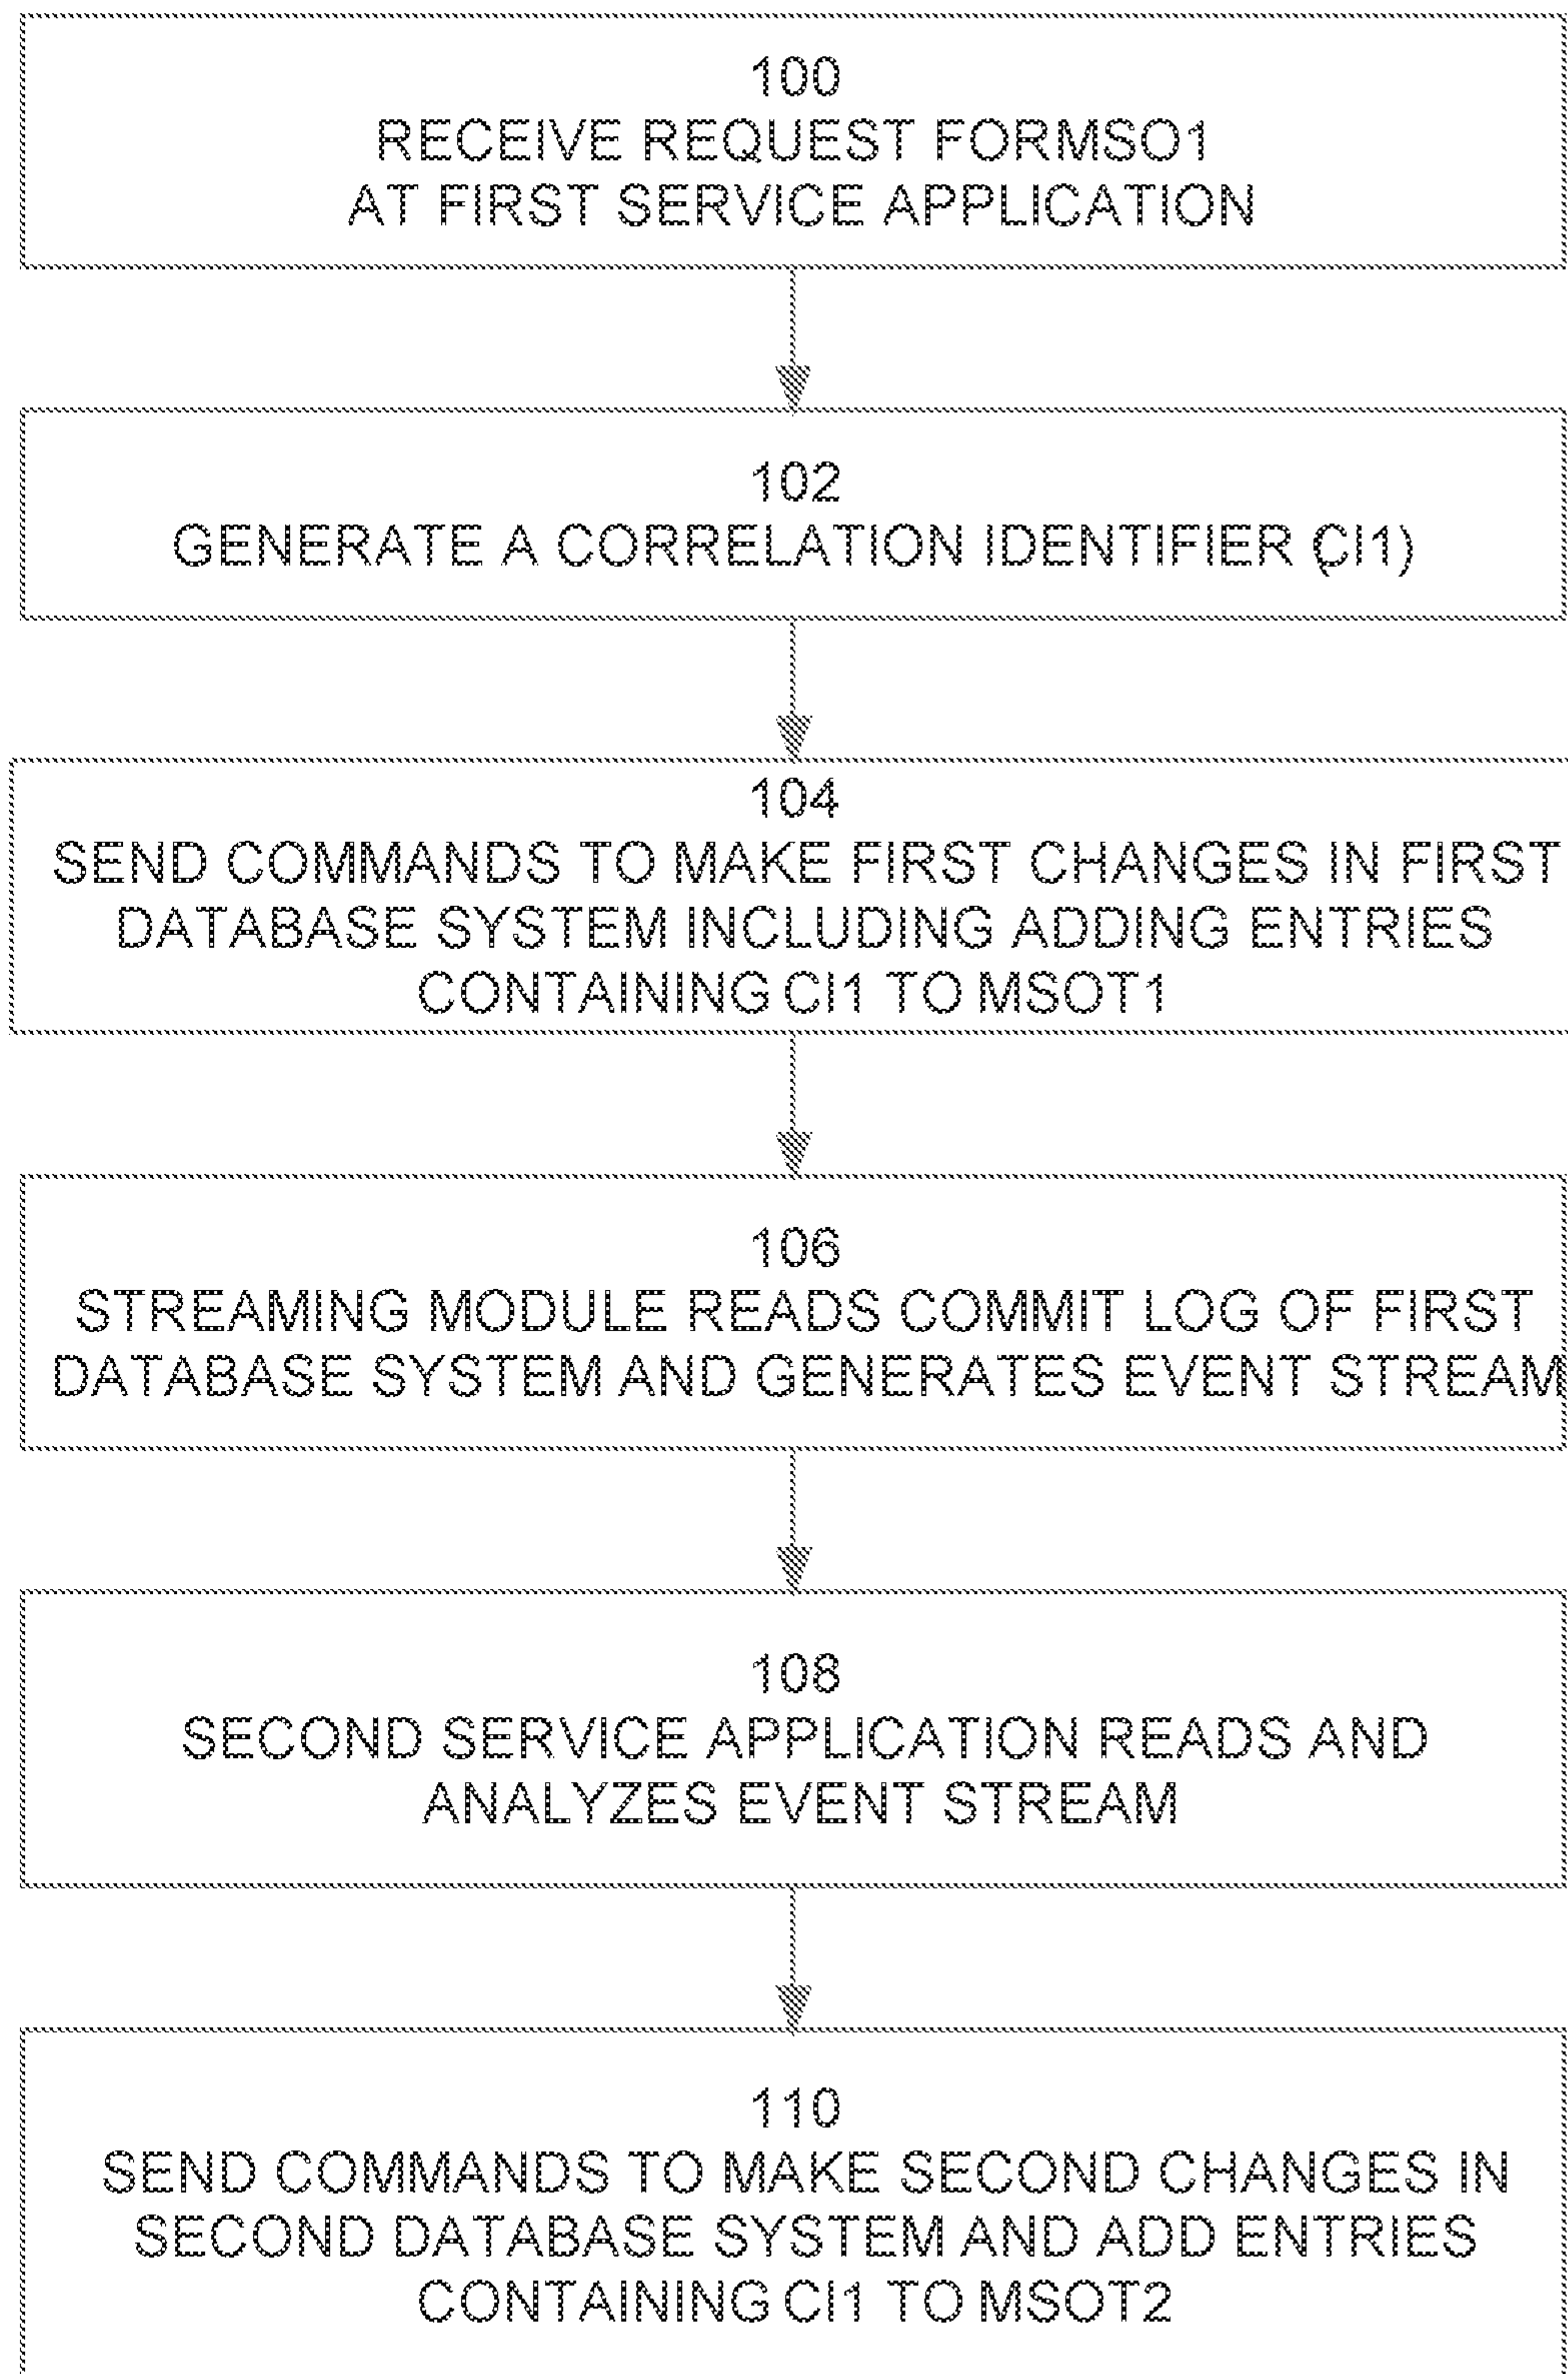 100
RECEIVE REQUEST FORMSO1
AT FIRST SERVICE APPLICATION
102
GENERATE A CORRELATION IDENTIFIER (CI1)
104
SEND COMMANDS TO MAKE FIRST CHANGES IN FIRST
DATABASE SYSTEM INCLUDING ADDING ENTRIES
CONTAINING CI1 TO MSOT1
106
STREAMING MODULE READS COMMIT LOG OF FIRST
DATABASE SYSTEM AND GENERATES EVENT STREAM
108
SECOND SERVICE APPLICATION READS AND
ANALYZES EVENT STREAM
110
SEND COMMANDS TO MAKE SECOND CHANGES IN
SECOND DATABASE SYSTEM AND ADD ENTRIES
CONTAINING CI1 TO MSOT2